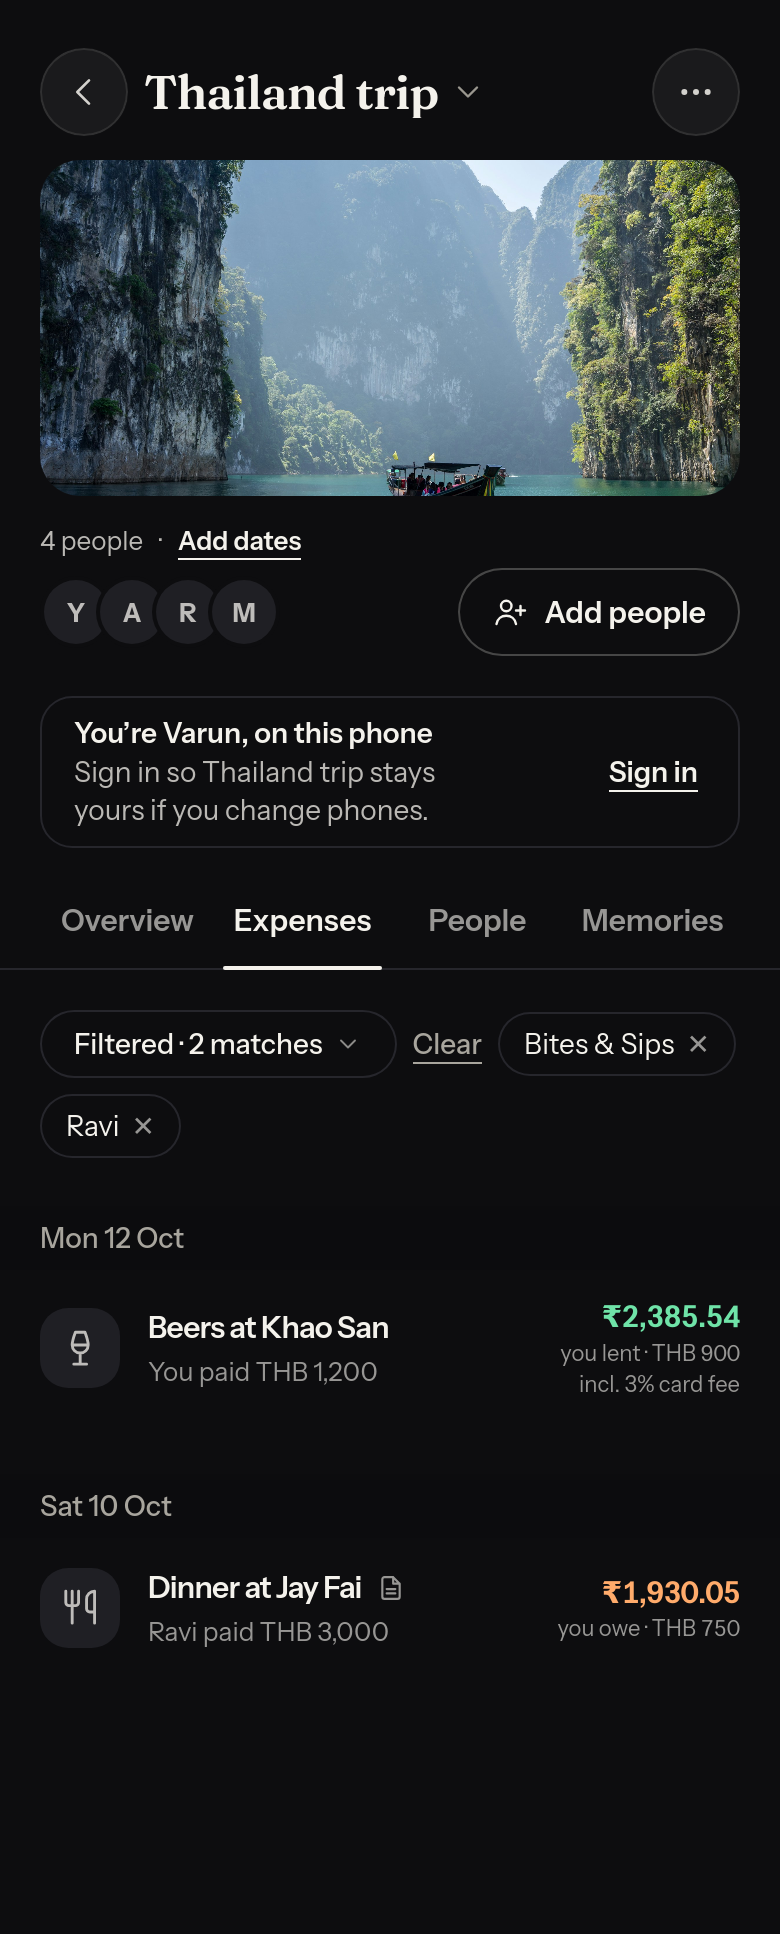 Thailand trip
4 people · Add dates
Y A R M
Add people
You’re Varun, on this phone
Sign in so Thailand trip stays
yours if you change phones.
Sign in
Overview Expenses People Memories
Filtered · 2 matches Clear Bites & Sips ✕
Ravi ✕
Mon 12 Oct
Beers at Khao San
You paid THB 1,200
₹2,385.54
you lent · THB 900
incl. 3% card fee
Sat 10 Oct
Dinner at Jay Fai
Ravi paid THB 3,000
₹1,930.05
you owe · THB 750